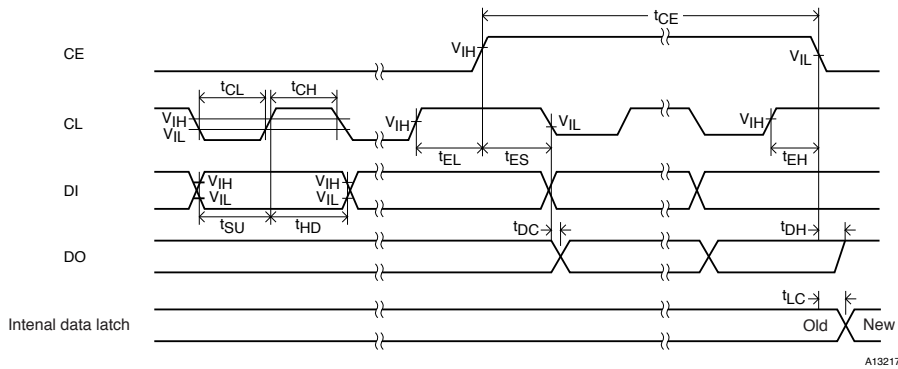 tCE
CE
VIH
VIL
tCL
tCH
CL
VIH
VIL
VIH
VIL
VIH
tEL
tES
tEH
DI
VIH
VIL
VIH
VIL
tSU
tHD
tDC
tDH
DO
tLC
Intenal data latch
Old
New
A13217